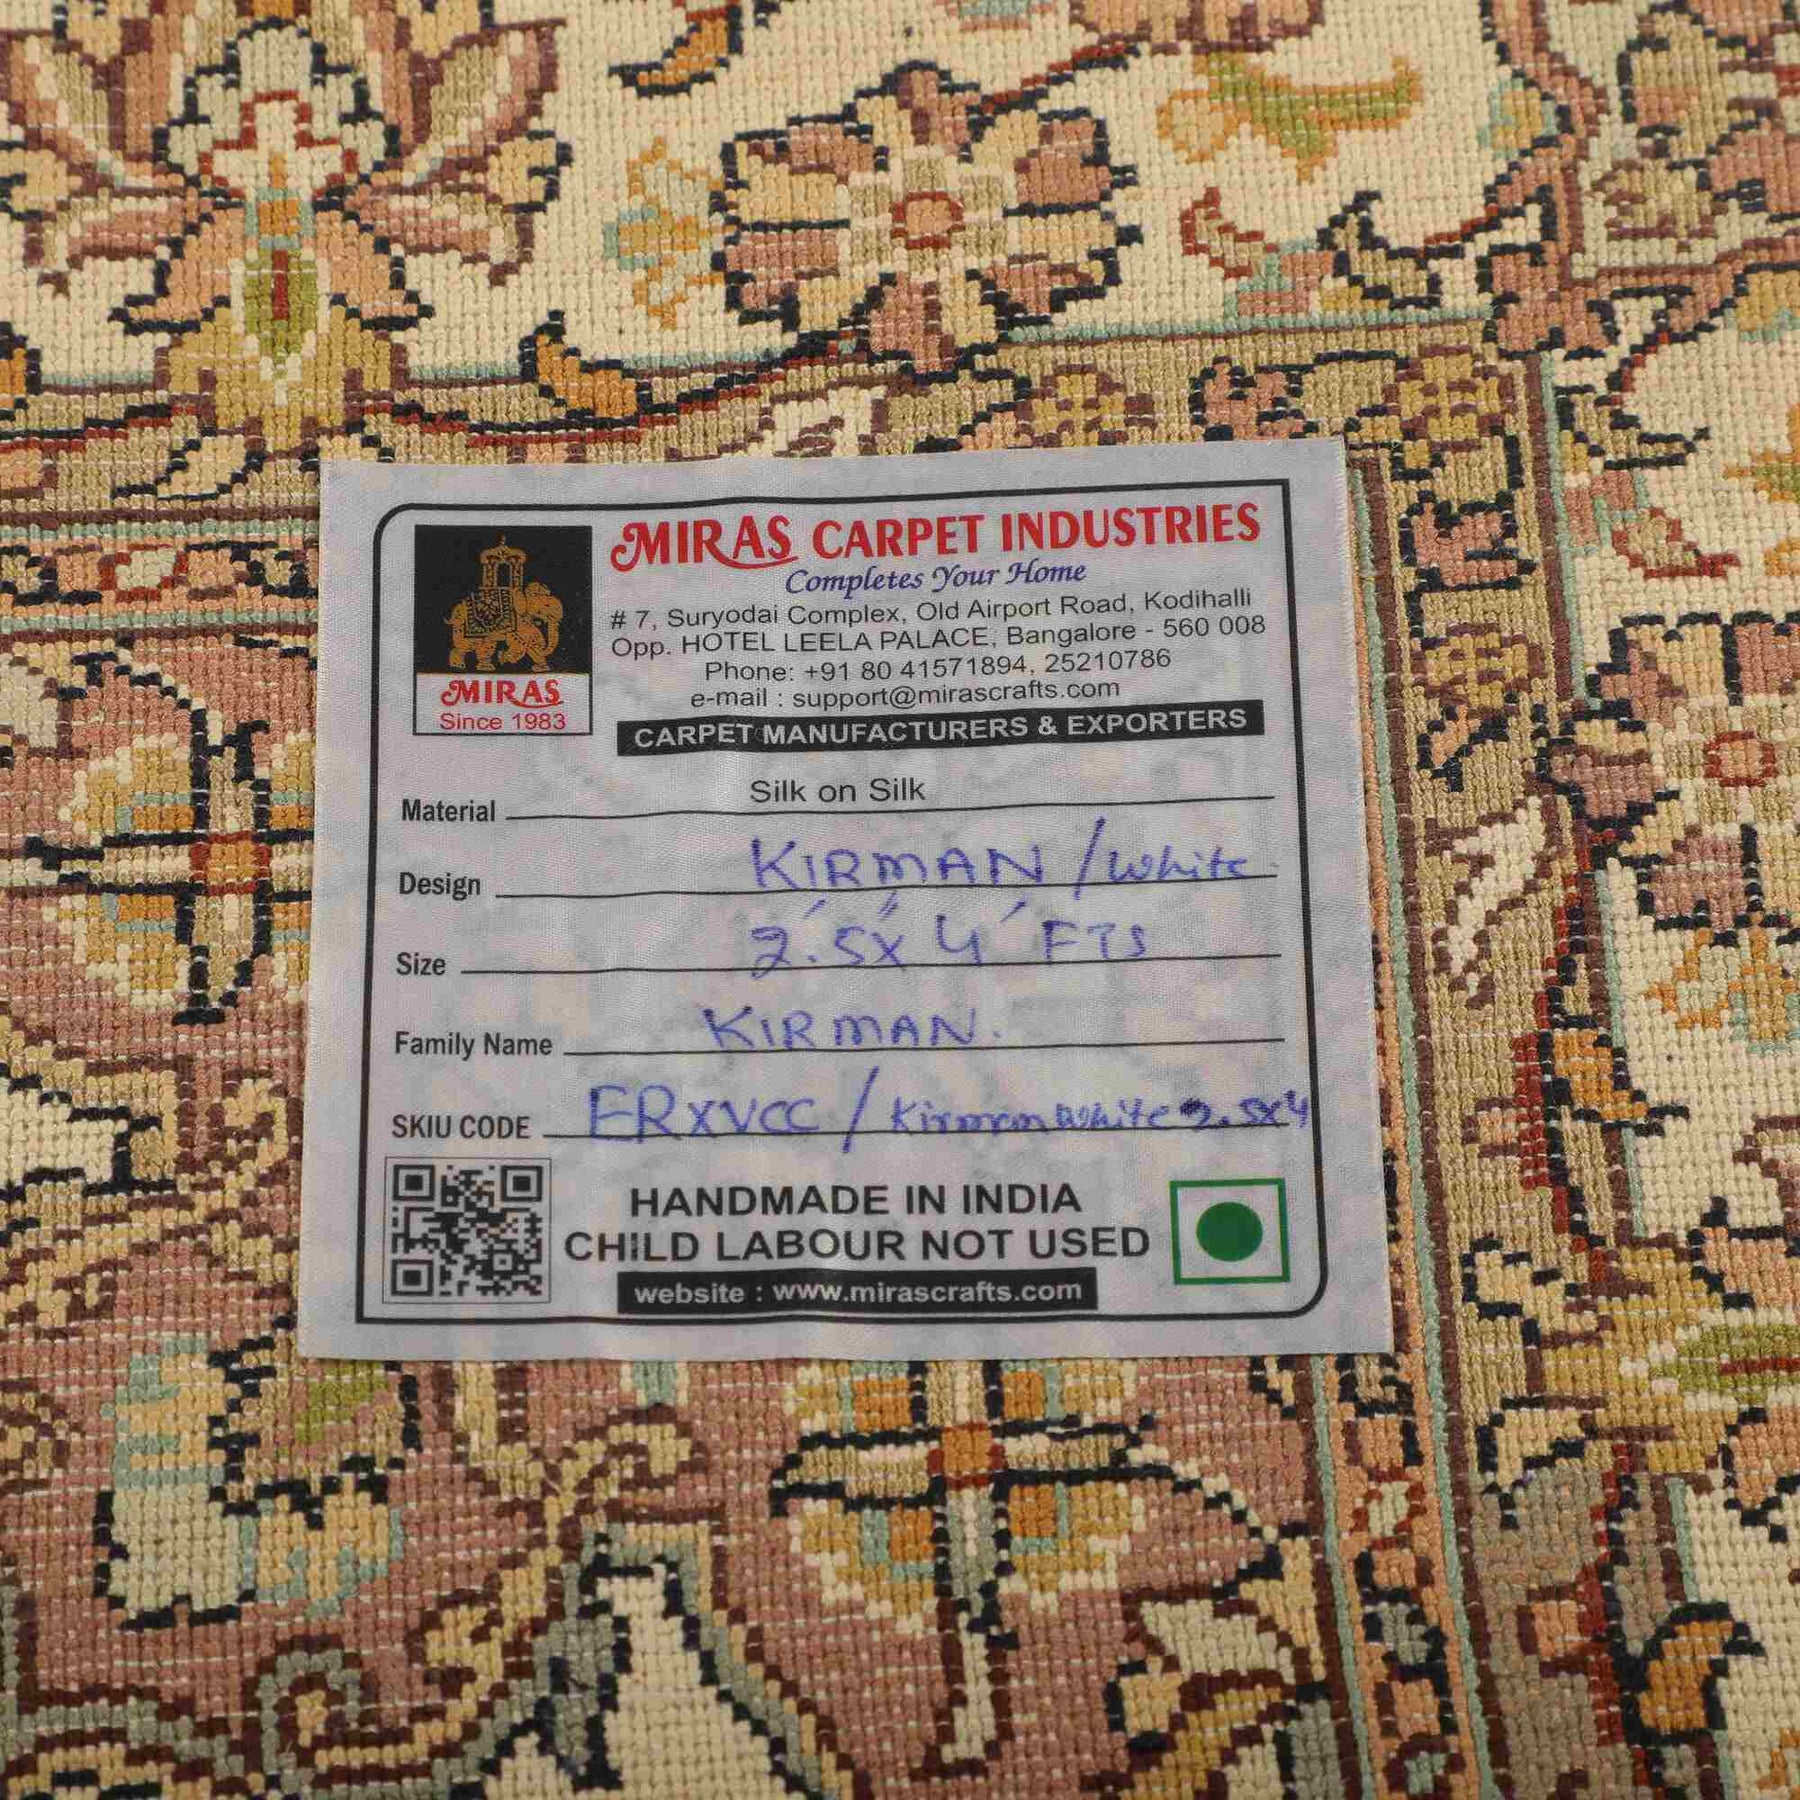 MIRAS CARPET INDUSTRIES
Completes Your Home
# 7, Suryodai Complex, Old Airport Road, Kodihalli
Opp. HOTEL LEELA PALACE, Bangalore - 560 008
Phone: +91 80 41571894, 25210786
e-mail : support@mirascrafts.com
CARPET MANUFACTURERS & EXPORTERS
MIRAS
Since 1983
Material Silk on Silk
Design KIRMAN / White
Size 2'.5"x 4' FTS
Family Name KIRMAN.
SKIU CODE ERXVCC / Kirman White 2.5x4
HANDMADE IN INDIA
CHILD LABOUR NOT USED
website : www.mirascrafts.com